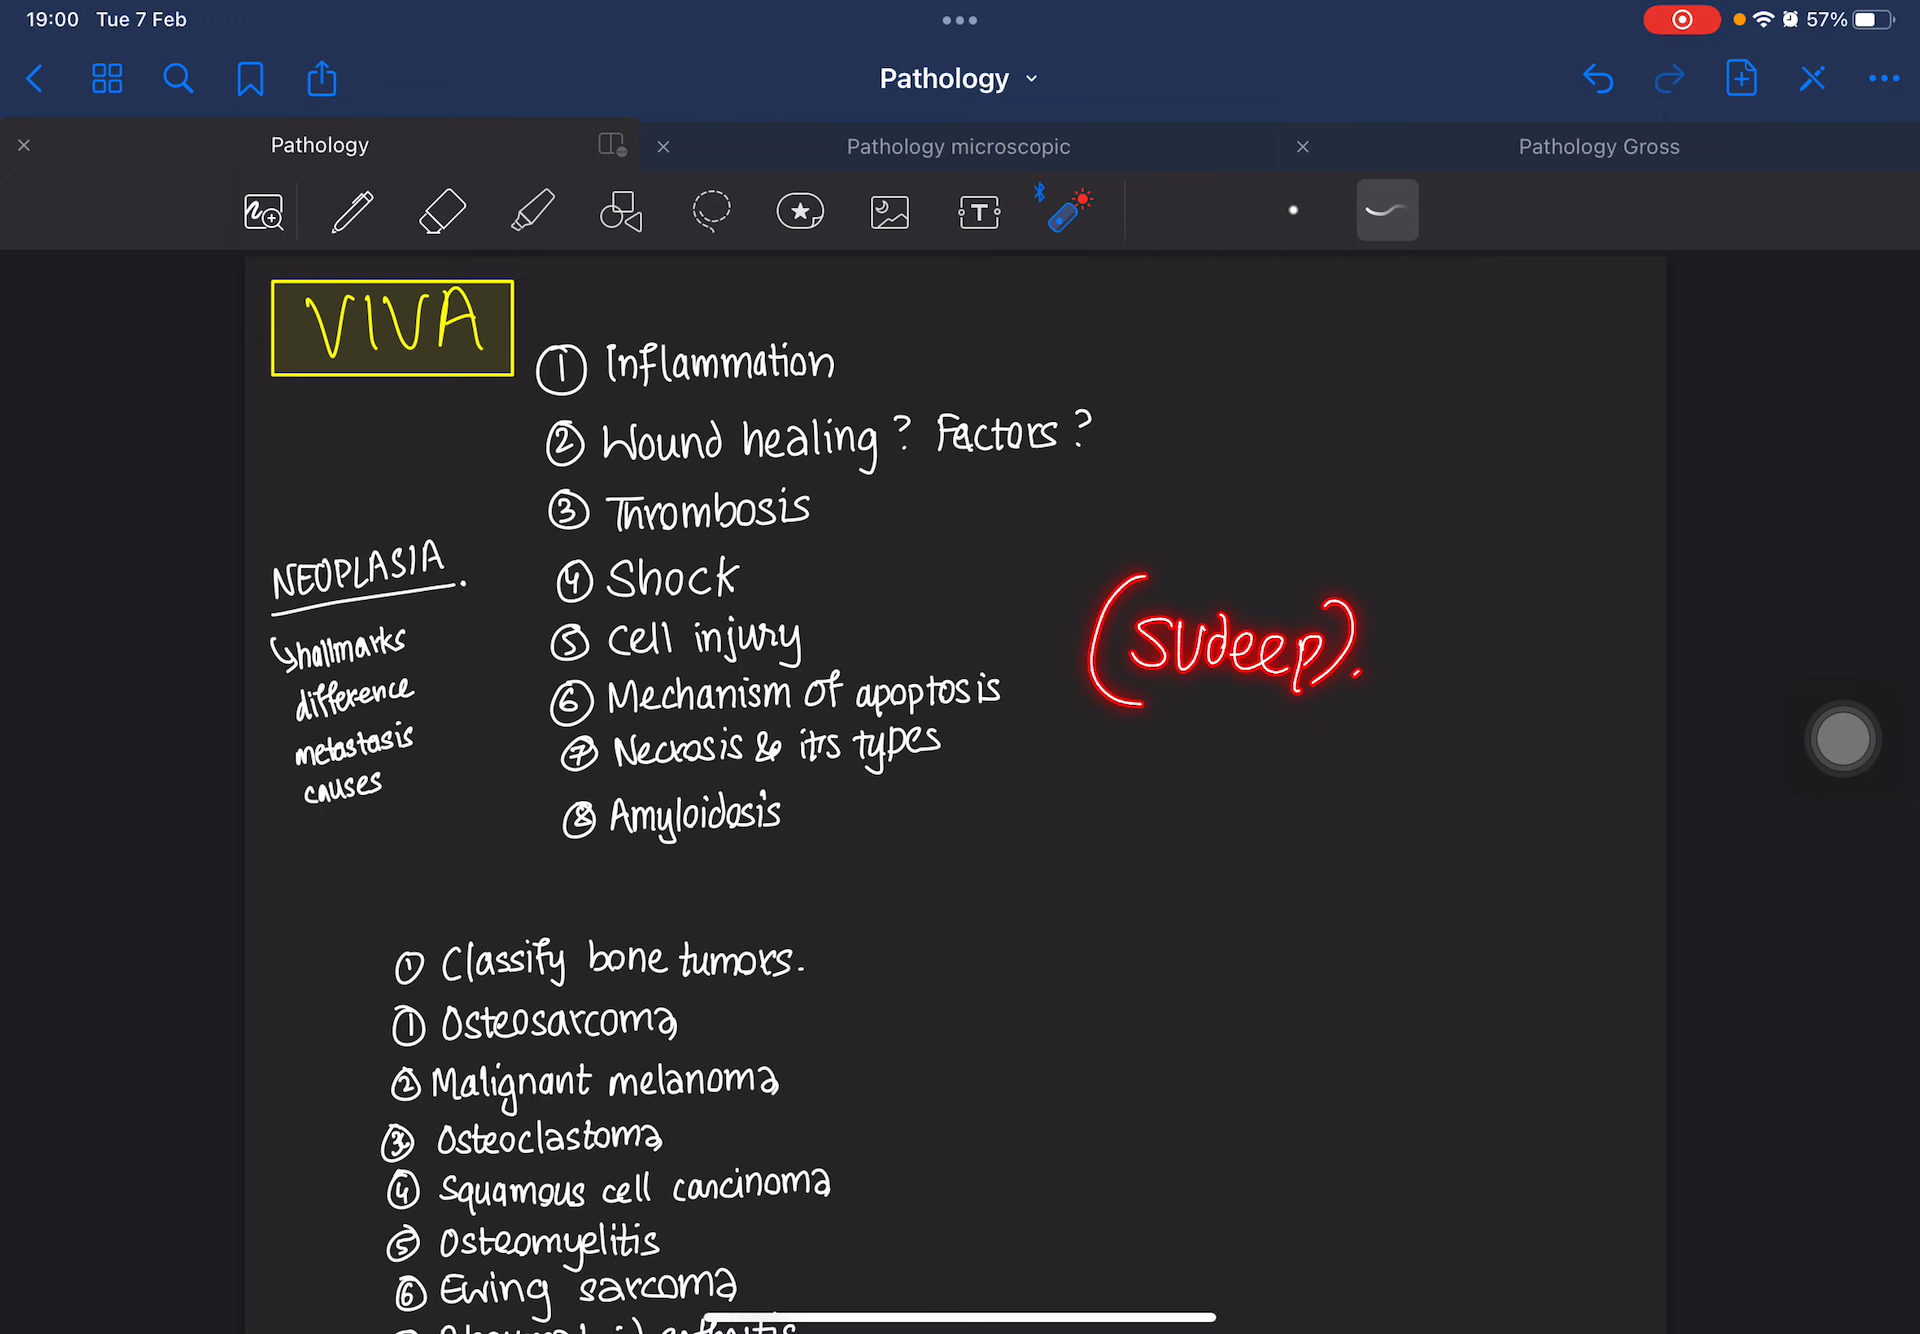 19:00 Tue 7 Feb
57%
Pathology
Pathology
Pathology microscopic
Pathology Gross
VIVA
① Inflammation
② Wound healing? Factors?
③ Thrombosis
④ Shock
⑤ cell injury
⑥ Mechanism of apoptosis
⑦ Necrosis & its types
⑧ Amyloidosis
NEOPLASIA.
↳ hallmarks
difference
metastasis
causes
(sudeep).
① Classify bone tumors.
① Osteosarcoma
② Malignant melanoma
③ Osteoclastoma
④ Squamous cell carcinoma
⑤ Osteomyelitis
⑥ Ewing sarcoma